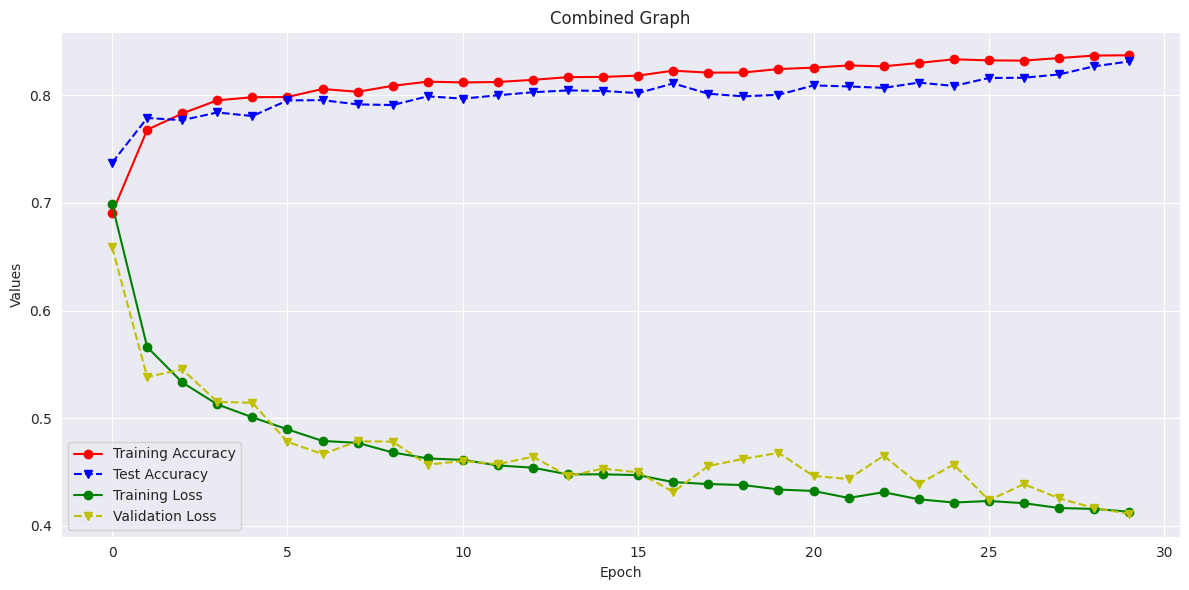 Combined Graph
Values
0.8
0.7
0.6
0.5
0.4
Training Accuracy
Test Accuracy
Training Loss
Validation Loss
0
5
10
15
20
25
30
Epoch